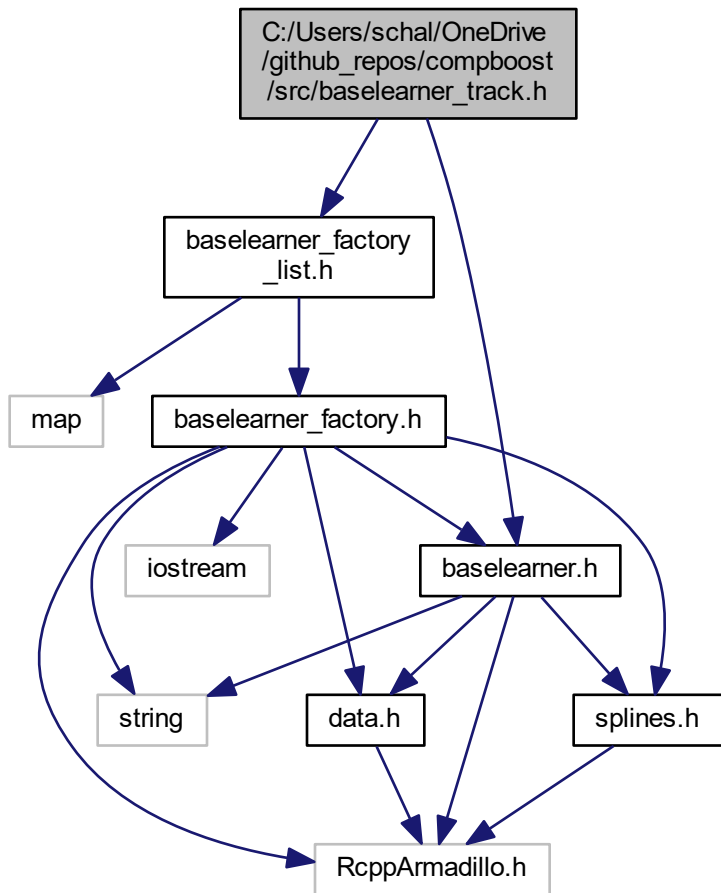 C:/Users/schal/OneDrive
/github_repos/compboost
/src/baselearner_track.h
baselearner_factory
_list.h
map
baselearner_factory.h
iostream
baselearner.h
string
data.h
splines.h
RcppArmadillo.h